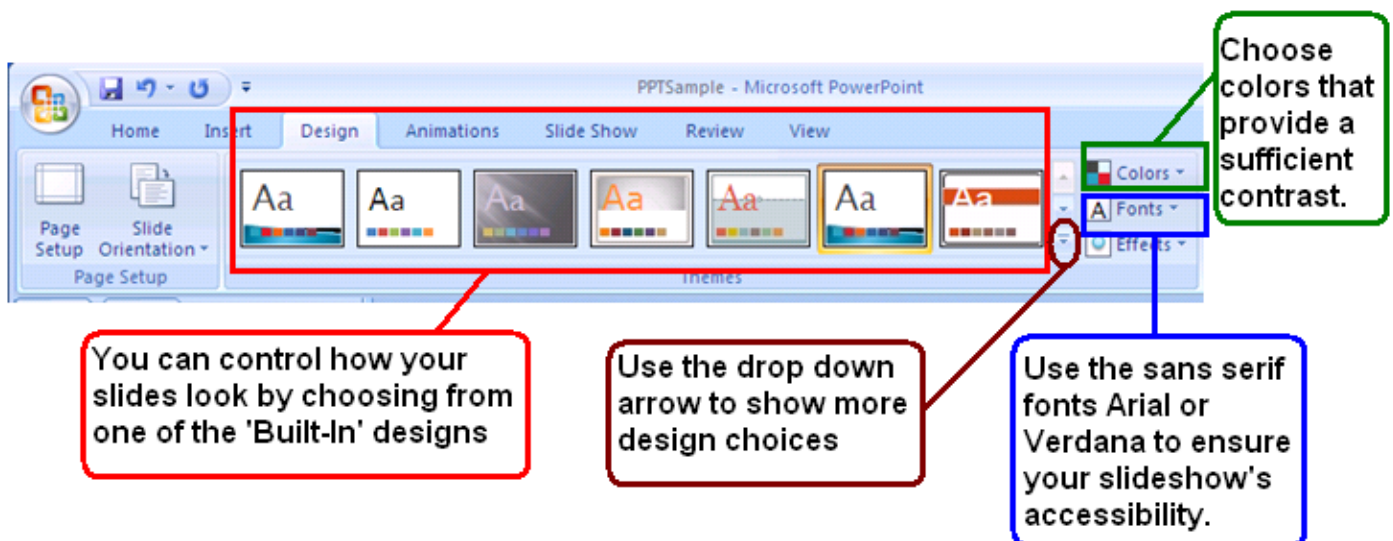 Choose
colors that
provide a
sufficient
contrast.
PPTSample - Microsoft PowerPoint
Home Insert Design Animations Slide Show Review View
Aa Aa Aa Aa Aa Aa Aa
Colors
A Fonts
Effects
Page
Setup
Slide
Orientation
Page Setup
Themes
You can control how your
slides look by choosing from
one of the 'Built-In' designs
Use the drop down
arrow to show more
design choices
Use the sans serif
fonts Arial or
Verdana to ensure
your slideshow's
accessibility.